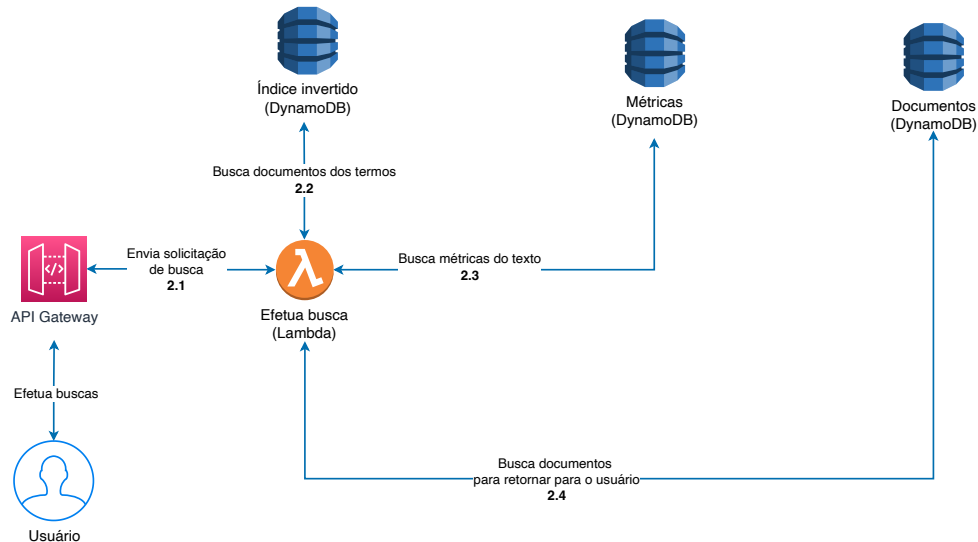 Índice invertido
(DynamoDB)
Métricas
(DynamoDB)
Documentos
(DynamoDB)
Busca documentos dos termos
2.2
Envia solicitação
de busca
2.1
Busca métricas do texto
2.3
API Gateway
Efetua busca
(Lambda)
Efetua buscas
Busca documentos
para retornar para o usuário
2.4
Usuário